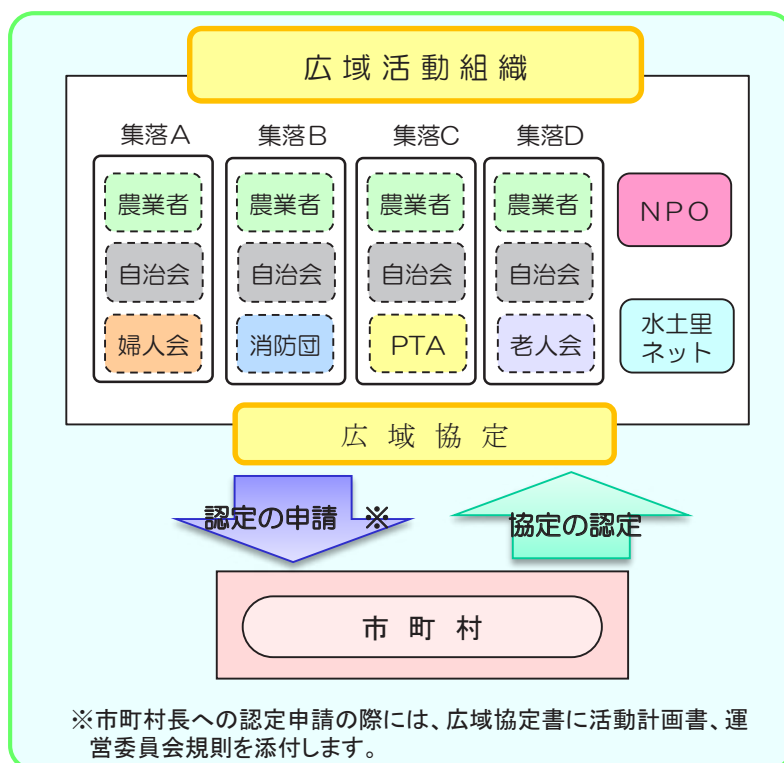 広域活動組織
集落A
集落B
集落C
集落D
農業者
農業者
農業者
農業者
NPO
自治会
自治会
自治会
自治会
婦人会
消防団
PTA
老人会
水土里
ネット
広域協定
認定の申請 ※
協定の認定
市町村
※市町村長への認定申請の際には、広域協定書に活動計画書、運
営委員会規則を添付します。